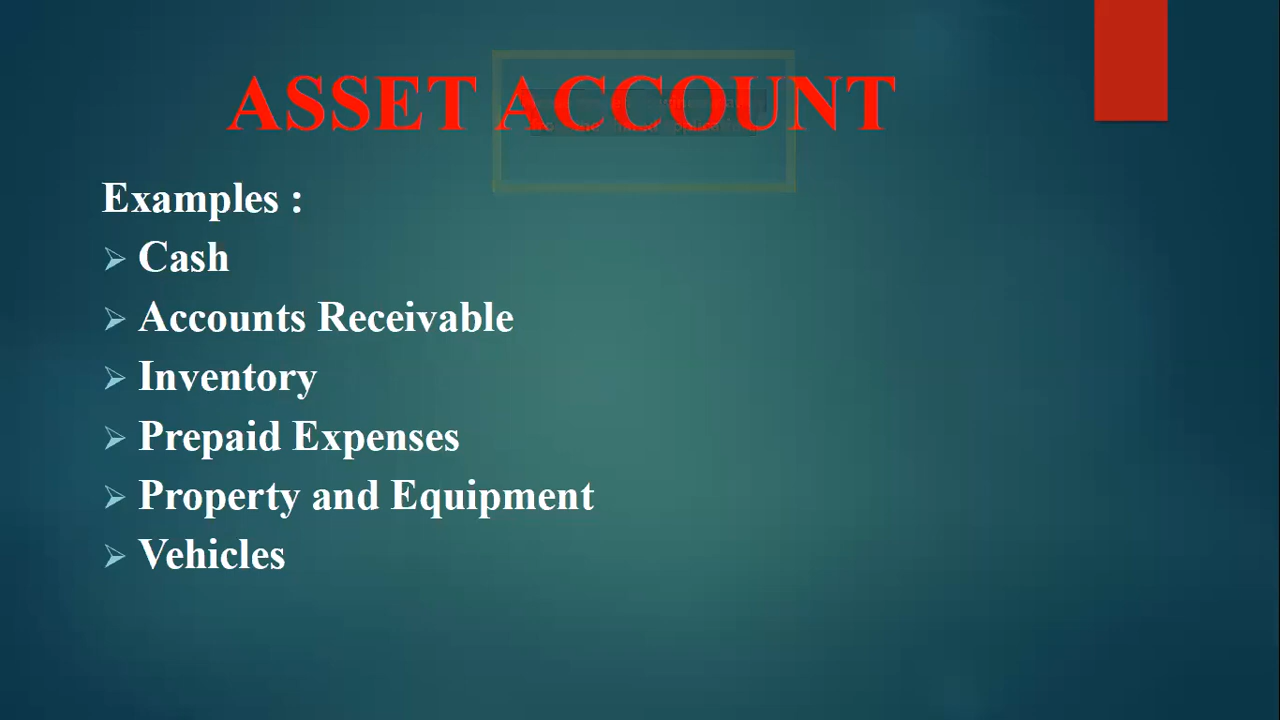 ASSET ACCOUNT
Examples :
Cash
Accounts Receivable
Inventory
Prepaid Expenses
Property and Equipment
Vehicles